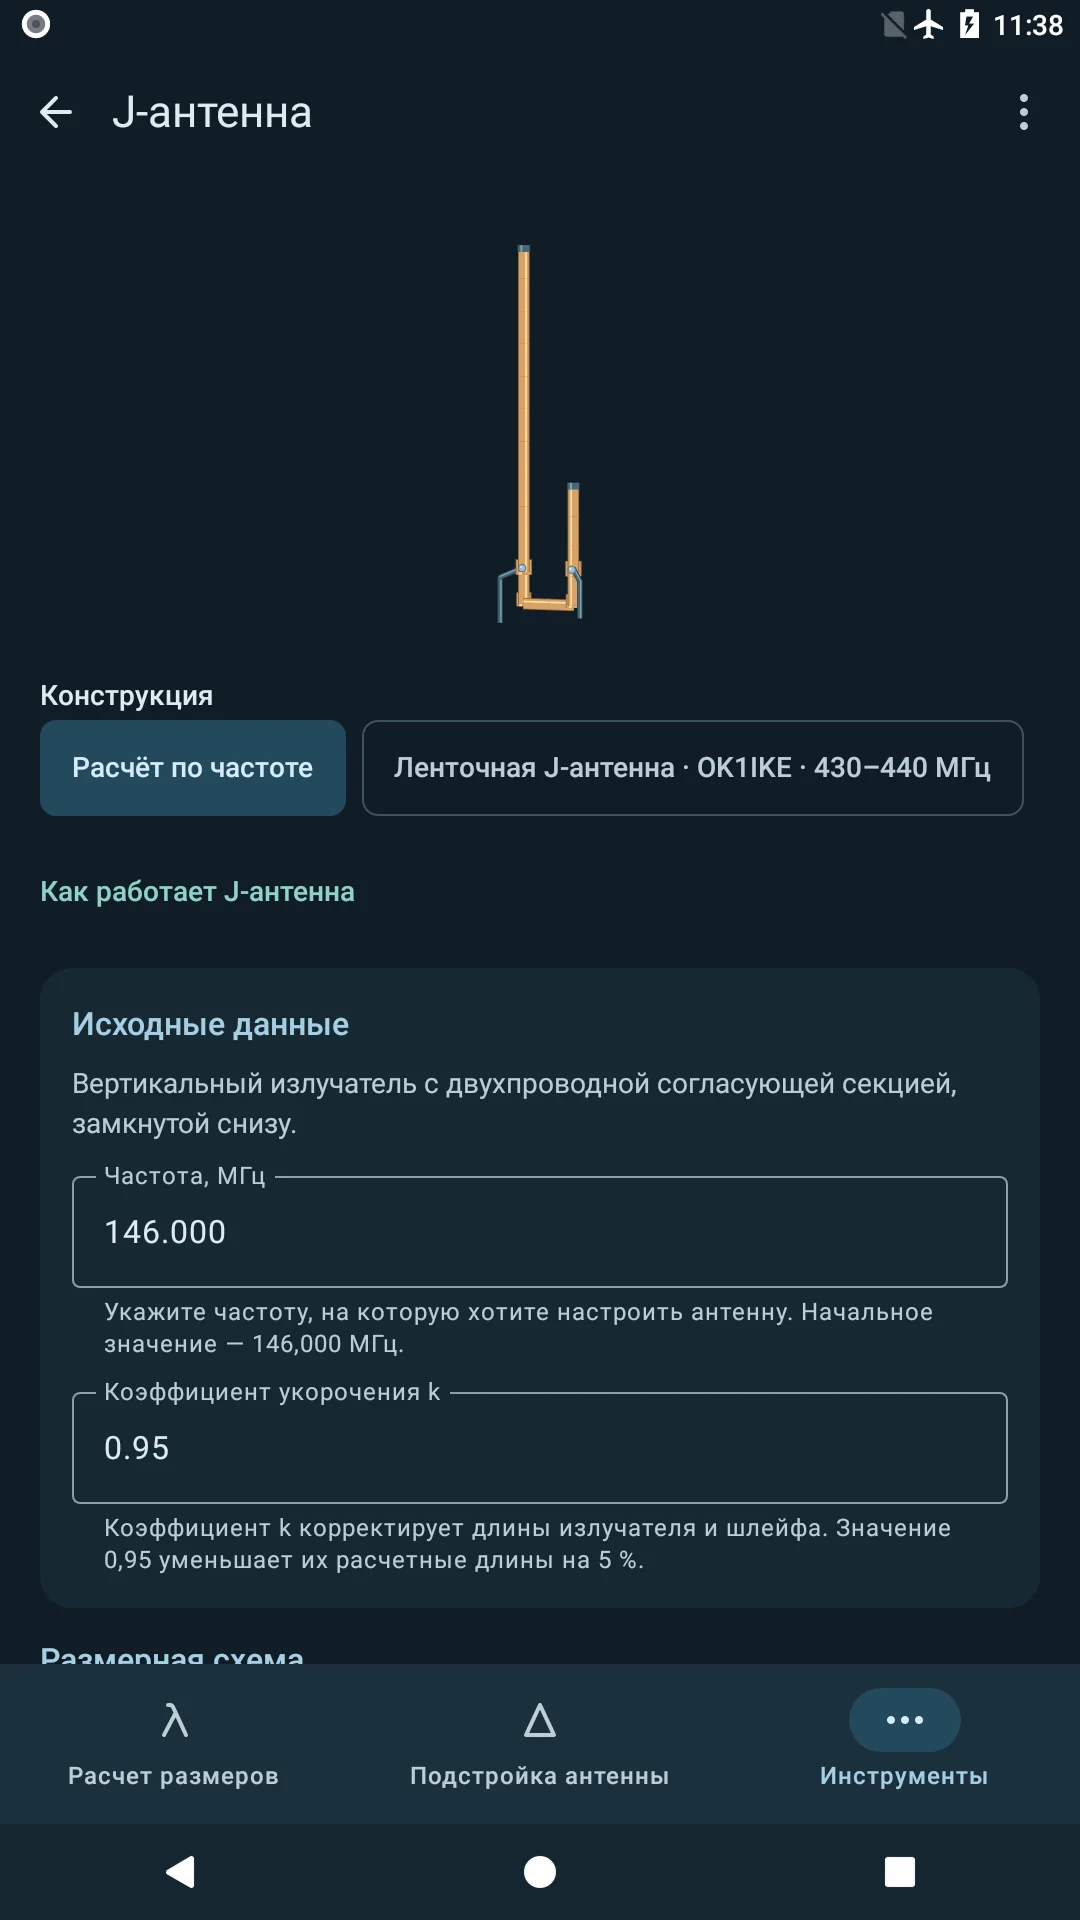 11:38
J-антенна
Конструкция
Расчёт по частоте
Ленточная J-антенна · OK1IKE · 430–440 МГц
Как работает J-антенна
Исходные данные
Вертикальный излучатель с двухпроводной согласующей секцией,
замкнутой снизу.
Частота, МГц
146.000
Укажите частоту, на которую хотите настроить антенну. Начальное
значение — 146,000 МГц.
Коэффициент укорочения k
0.95
Коэффициент k корректирует длины излучателя и шлейфа. Значение
0,95 уменьшает их расчетные длины на 5 %.
Размерная схема
λ
Δ
Расчет размеров
Подстройка антенны
Инструменты